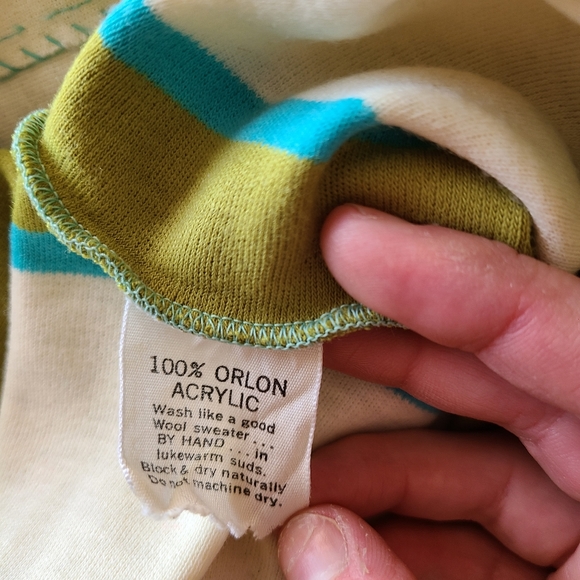 100% ORLON
ACRYLIC
Wash like a good
Wool sweater ...
BY HAND ... in
lukewarm suds.
Block & dry naturally
Do not machine dry.